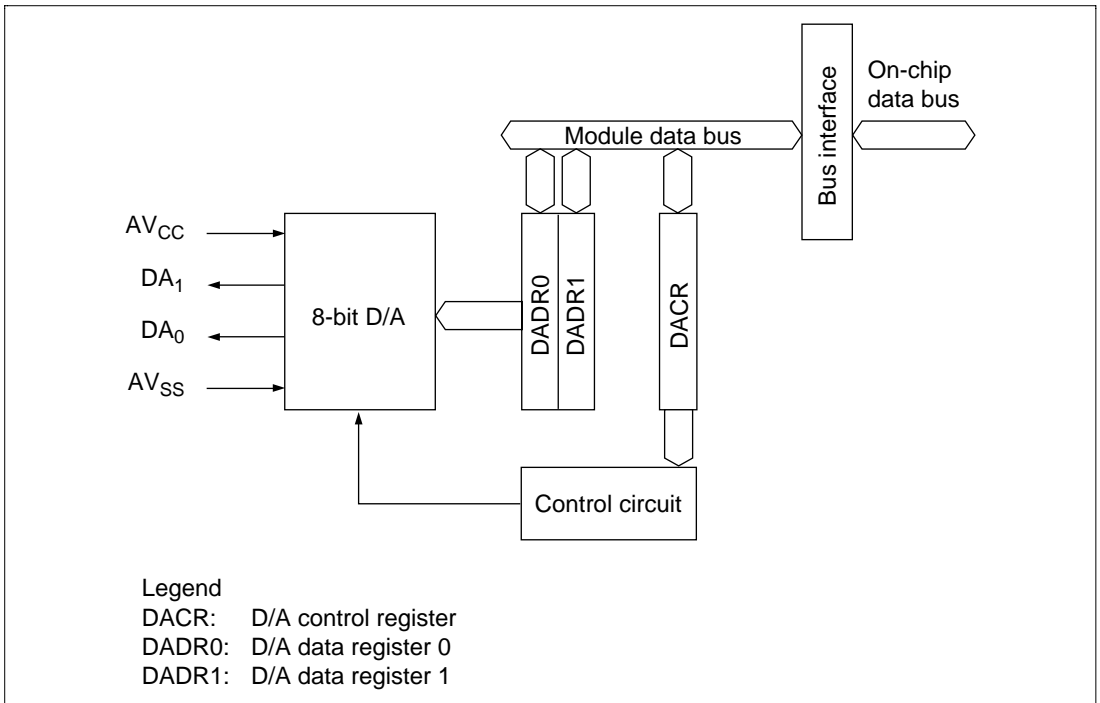 On-chip
data bus
Bus interface
Module data bus
AVCC
DA1
DA0
AVSS
8-bit D/A
DADR0
DADR1
DACR
Control circuit
Legend
DACR: D/A control register
DADR0: D/A data register 0
DADR1: D/A data register 1